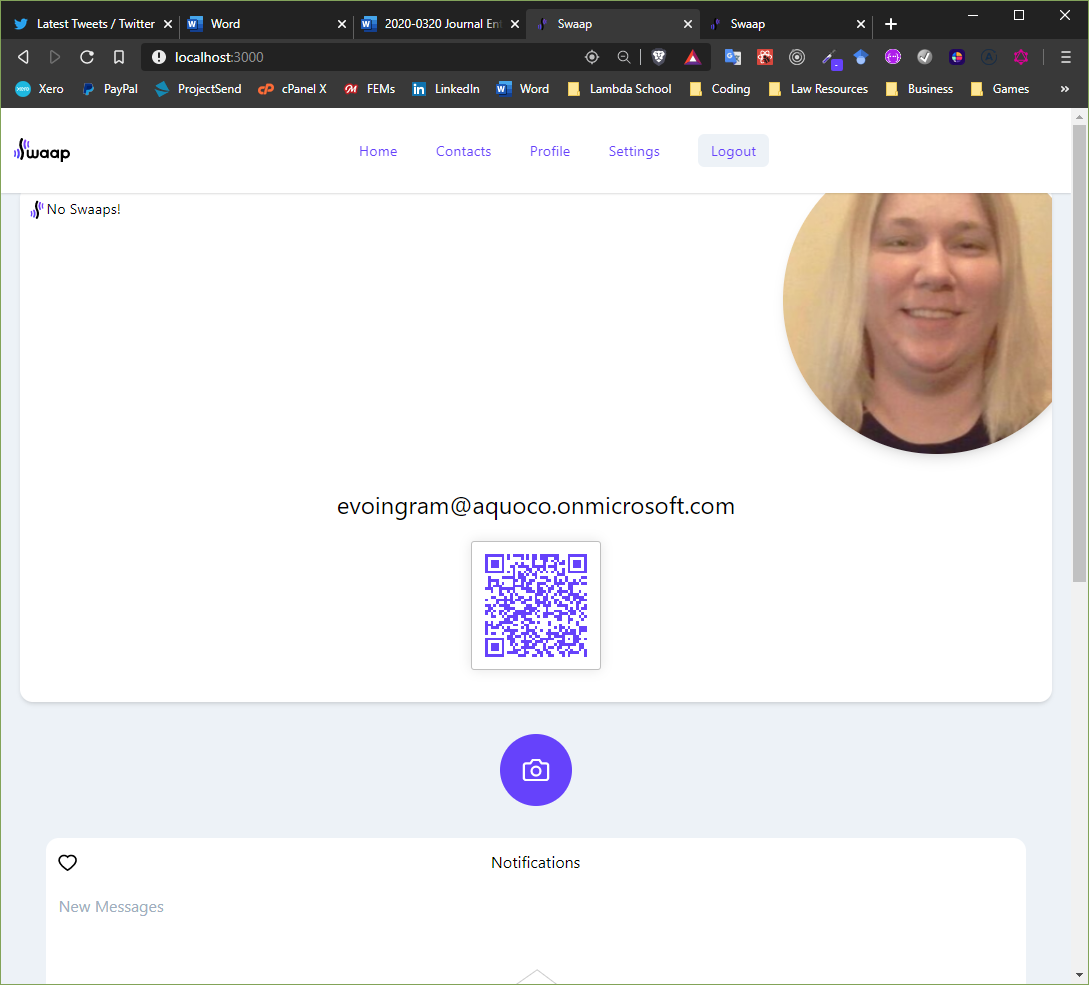 Latest Tweets / Twitter
Word
2020-0320 Journal En
Swaap
Swaap
localhost:3000
Xero
PayPal
ProjectSend
cPanel X
FEMs
LinkedIn
Word
Lambda School
Coding
Law Resources
Business
Games
Swaap
Home
Contacts
Profile
Settings
Logout
No Swaaps!
evoingram@aquoco.onmicrosoft.com
Notifications
New Messages